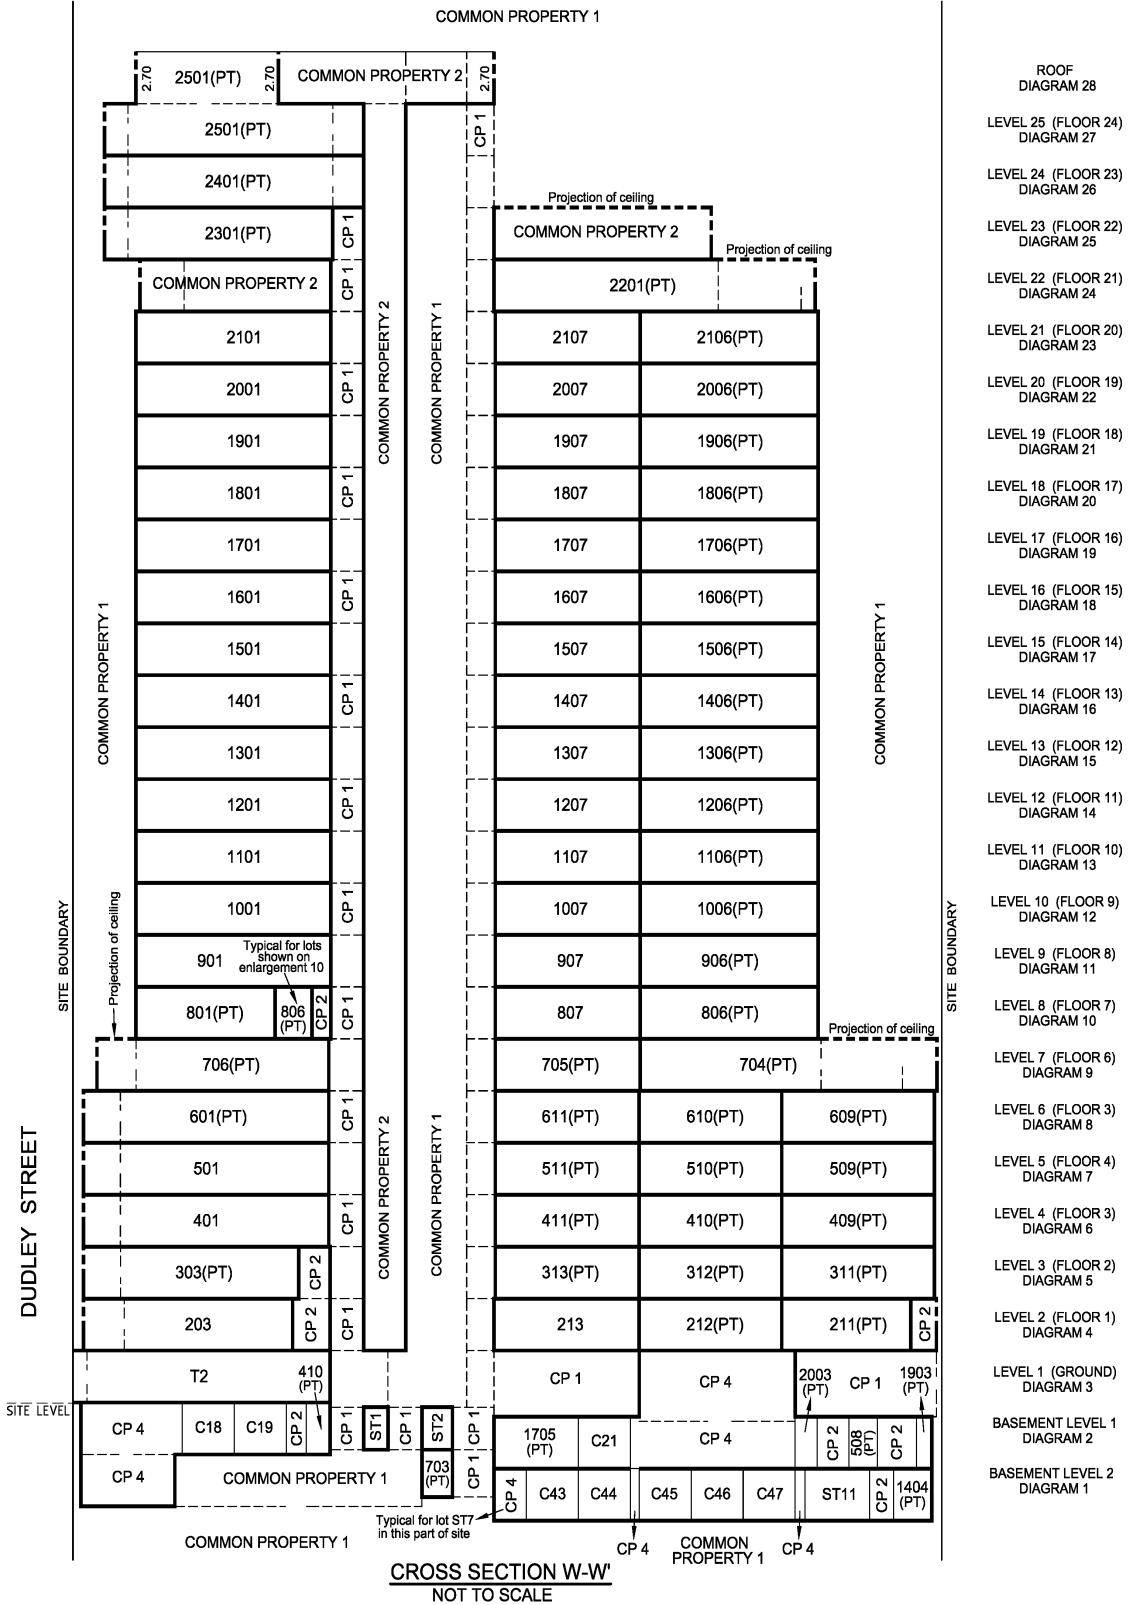 COMMON PROPERTY 1
2.70
2501(PT)
2.70
COMMON PROPERTY 2
2.70
ROOF
DIAGRAM 28
2501(PT)
CP 1
LEVEL 25 (FLOOR 24)
DIAGRAM 27
2401(PT)
LEVEL 24 (FLOOR 23)
DIAGRAM 26
Projection of ceiling
2301(PT)
CP 1
COMMON PROPERTY 2
LEVEL 23 (FLOOR 22)
DIAGRAM 25
Projection of ceiling
COMMON PROPERTY 2
CP 1
2201(PT)
LEVEL 22 (FLOOR 21)
DIAGRAM 24
2101
2107
2106(PT)
LEVEL 21 (FLOOR 20)
DIAGRAM 23
COMMON PROPERTY 2
COMMON PROPERTY 1
2001
CP 1
2007
2006(PT)
LEVEL 20 (FLOOR 19)
DIAGRAM 22
1901
1907
1906(PT)
LEVEL 19 (FLOOR 18)
DIAGRAM 21
1801
CP 1
1807
1806(PT)
LEVEL 18 (FLOOR 17)
DIAGRAM 20
1701
1707
1706(PT)
LEVEL 17 (FLOOR 16)
DIAGRAM 19
1601
CP 1
1607
1606(PT)
LEVEL 16 (FLOOR 15)
DIAGRAM 18
COMMON PROPERTY 1
COMMON PROPERTY 1
1501
1507
1506(PT)
LEVEL 15 (FLOOR 14)
DIAGRAM 17
1401
CP 1
1407
1406(PT)
LEVEL 14 (FLOOR 13)
DIAGRAM 16
1301
1307
1306(PT)
LEVEL 13 (FLOOR 12)
DIAGRAM 15
1201
CP 1
1207
1206(PT)
LEVEL 12 (FLOOR 11)
DIAGRAM 14
1101
1107
1106(PT)
LEVEL 11 (FLOOR 10)
DIAGRAM 13
1001
CP 1
1007
1006(PT)
LEVEL 10 (FLOOR 9)
DIAGRAM 12
SITE BOUNDARY
Projection of ceiling
901
Typical for lots
shown on
enlargement 10
907
906(PT)
SITE BOUNDARY
LEVEL 9 (FLOOR 8)
DIAGRAM 11
801(PT)
806
(PT)
CP 2
CP 1
807
806(PT)
LEVEL 8 (FLOOR 7)
DIAGRAM 10
Projection of ceiling
706(PT)
705(PT)
704(PT)
LEVEL 7 (FLOOR 6)
DIAGRAM 9
601(PT)
CP 1
611(PT)
610(PT)
609(PT)
LEVEL 6 (FLOOR 3)
DIAGRAM 8
DUDLEY STREET
COMMON PROPERTY 2
COMMON PROPERTY 1
501
511(PT)
510(PT)
509(PT)
LEVEL 5 (FLOOR 4)
DIAGRAM 7
401
CP 1
411(PT)
410(PT)
409(PT)
LEVEL 4 (FLOOR 3)
DIAGRAM 6
303(PT)
CP 2
313(PT)
312(PT)
311(PT)
LEVEL 3 (FLOOR 2)
DIAGRAM 5
203
CP 2
CP 1
213
212(PT)
211(PT)
CP 2
LEVEL 2 (FLOOR 1)
DIAGRAM 4
T2
410
(PT)
CP 1
CP 4
2003
(PT)
CP 1
1903
(PT)
LEVEL 1 (GROUND)
DIAGRAM 3
SITE LEVEL
CP 4
C18
C19
CP 2
CP 1
ST1
CP 1
ST2
CP 1
1705
(PT)
C21
CP 4
CP 2
508
(PT)
CP 2
BASEMENT LEVEL 1
DIAGRAM 2
CP 4
COMMON PROPERTY 1
703
(PT)
CP 1
CP 4
C43
C44
C45
C46
C47
ST11
CP 2
1404
(PT)
BASEMENT LEVEL 2
DIAGRAM 1
Typical for lot ST7
in this part of site
COMMON PROPERTY 1
CP 4
COMMON
PROPERTY 1
CP 4
CROSS SECTION W-W'
NOT TO SCALE